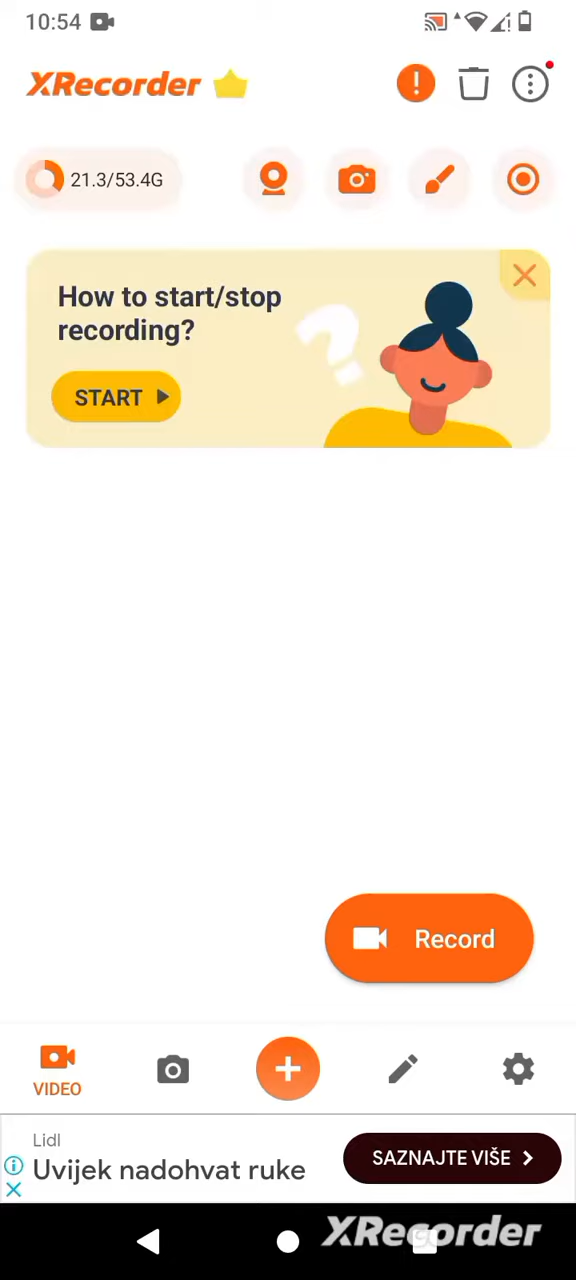 10:54
XRecorder
21.3/53.4G
How to start/stop
recording?
START
Record
VIDEO
Lidl
Uvijek nadohvat ruke
SAZNAJTE VIŠE
XRecorder